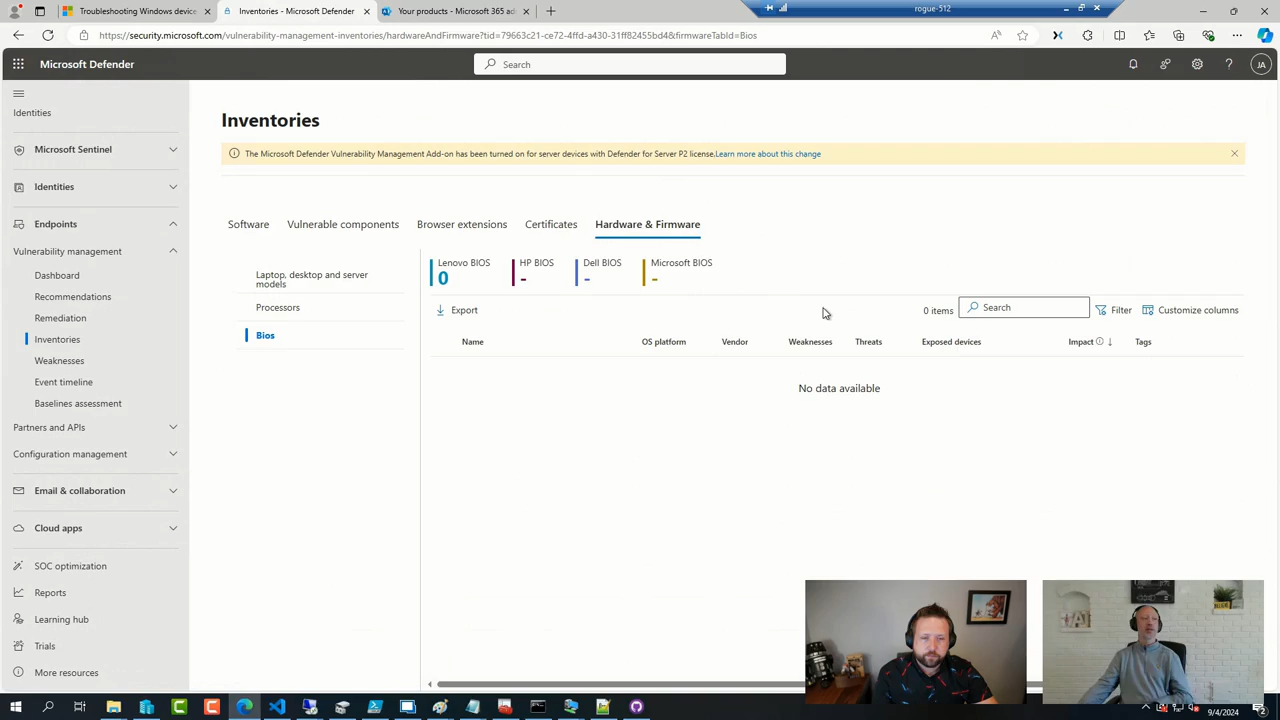 Troubleshooting Windows device
Inventories - Microsoft Defender
Your products - Microsoft 365 ad
rogue-512
https://security.microsoft.com/vulnerability-management-inventories/hardwareAndFirmware?tid=79663c21-ce72-4ffd-a430-31ff82455bd4&firmwareTabId=Bios
Microsoft Defender
Search
JA
Identities
Microsoft Sentinel
Identities
Endpoints
Vulnerability management
Dashboard
Recommendations
Remediation
Inventories
Weaknesses
Event timeline
Baselines assessment
Partners and APIs
Configuration management
Email & collaboration
Cloud apps
SOC optimization
Reports
Learning hub
Trials
More resources
Inventories
The Microsoft Defender Vulnerability Management Add-on has been turned on for server devices with Defender for Server P2 license.Learn more about this change
Software Vulnerable components Browser extensions Certificates Hardware & Firmware
Laptop, desktop and server
models
Processors
Bios
Lenovo BIOS HP BIOS Dell BIOS Microsoft BIOS
0 - - -
Export
0 items
Search
Filter
Customize columns
Name OS platform Vendor Weaknesses Threats Exposed devices Impact Tags
No data available
9/4/2024
2